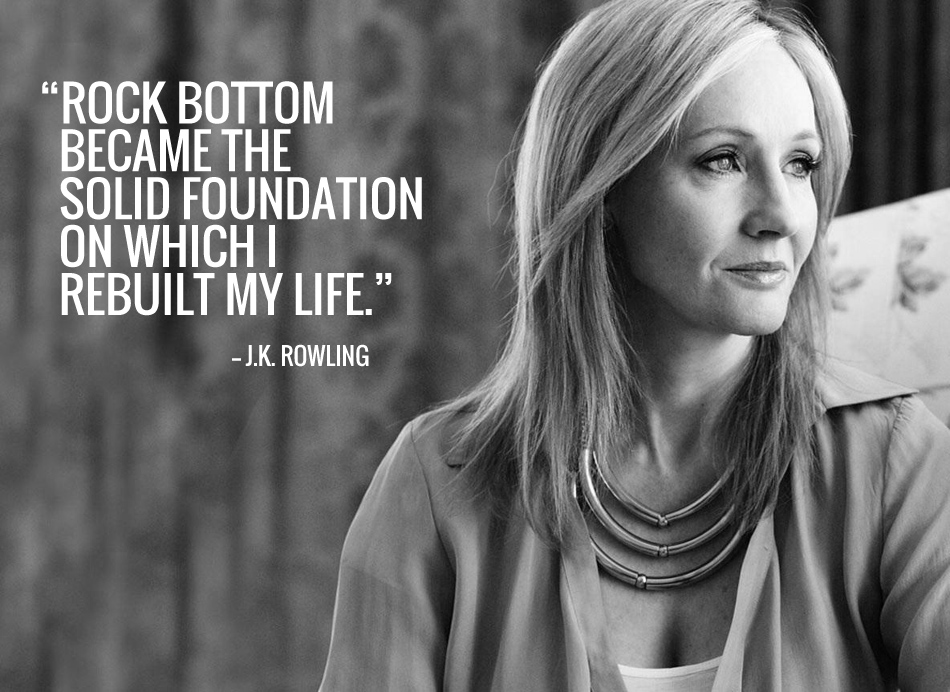 “ROCK BOTTOM
BECAME THE
SOLID FOUNDATION
ON WHICH I
REBUILT MY LIFE.”
– J.K. ROWLING